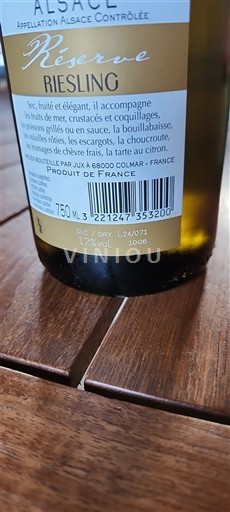 ALSACE
APPELLATION ALSACE CONTRÔLÉE
Réserve
RIESLING
Sec, fruité et élégant, il accompagne
les fruits de mer, crustacés et coquillages,
les poissons grillés ou en sauce, la bouillabaisse,
les volailles rôties, les escargots, la choucroute,
les fromages de chèvre frais, la tarte au citron.
MIS EN BOUTEILLE PAR JUX À 68000 COLMAR - FRANCE
PRODUIT DE FRANCE
750 ML
3 221247 353200
SEC / DRY L24/071
12%vol 1006
VINIOU